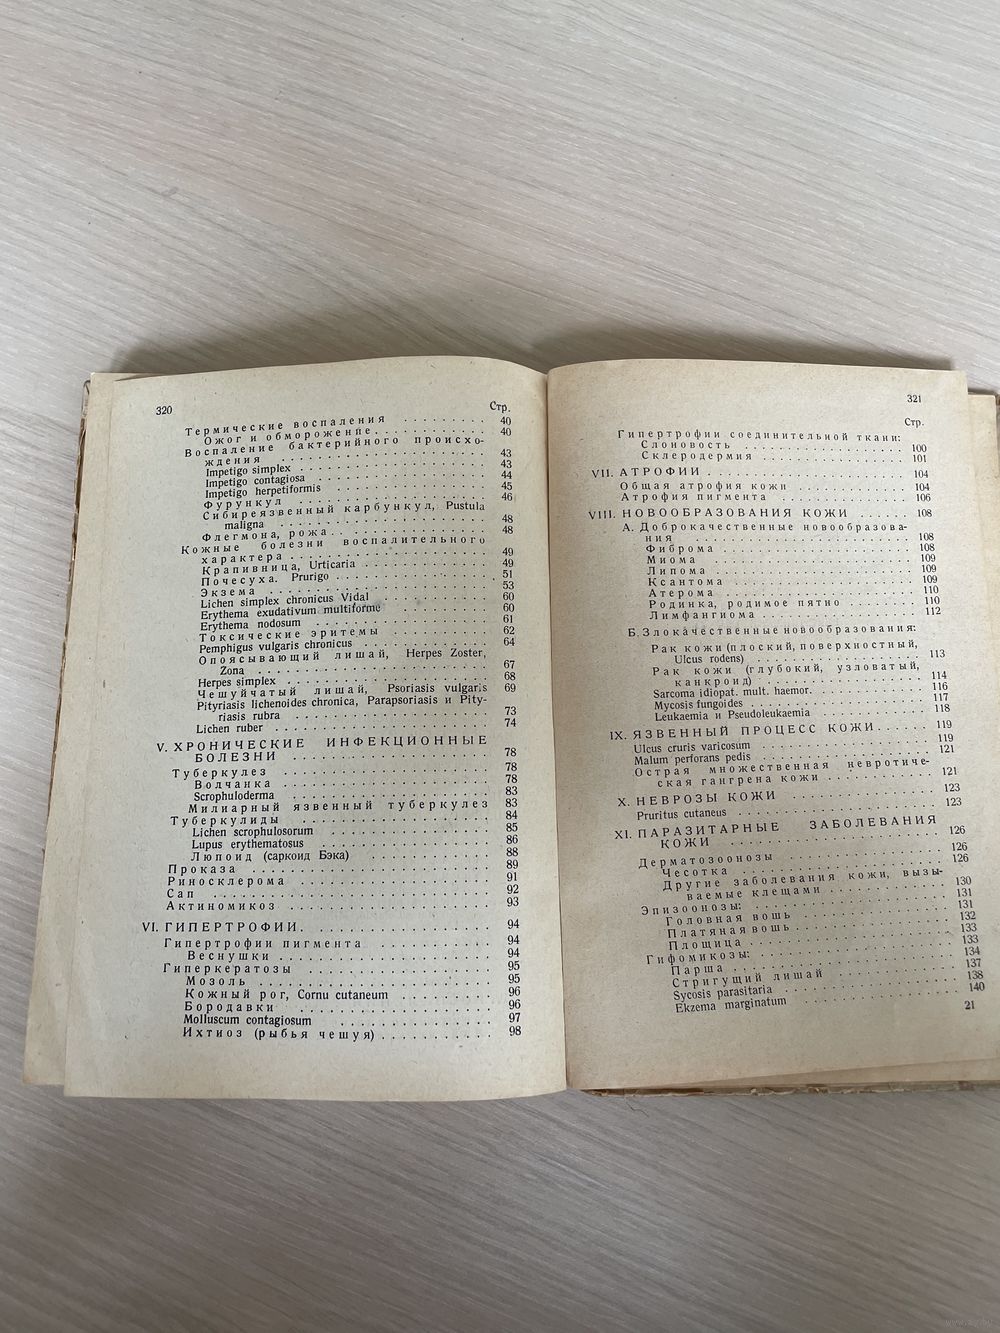 320
Стр.
Термические воспаления . . . . . . . 40
Ожог и обморожение . . . . . . . . . 40
Воспаление бактерийного происхо-
ждения . . . . . . . . . . . . . . . 43
Impetigo simplex . . . . . . . . . . 43
Impetigo contagiosa . . . . . . . . . 44
Impetigo herpetiformis . . . . . . . 45
Фурункул . . . . . . . . . . . . . . 46
Сибиреязвенный карбункул, Pustula
maligna . . . . . . . . . . . . . . . 48
Флегмона, рожа . . . . . . . . . . . 48
Кожные болезни воспалительного
характера . . . . . . . . . . . . . . 49
Крапивница, Urticaria . . . . . . . . 49
Почесуха. Prurigo . . . . . . . . . . 51
Экзема . . . . . . . . . . . . . . . 53
Lichen simplex chronicus Vidal . . . 60
Erythema exudativum multiforme . . . 60
Erythema nodosum . . . . . . . . . . 61
Токсические эритемы . . . . . . . . . 62
Pemphigus vulgaris chronicus . . . . 64
Опоясывающий лишай, Herpes Zoster,
Zona . . . . . . . . . . . . . . . . 67
Herpes simplex . . . . . . . . . . . 68
Чешуйчатый лишай, Psoriasis vulgaris 69
Pityriasis lichenoides chronica, Parapsoriasis и Pity-
riasis rubra . . . . . . . . . . . . 73
Lichen ruber . . . . . . . . . . . . 74
V. ХРОНИЧЕСКИЕ ИНФЕКЦИОННЫЕ
БОЛЕЗНИ . . . . . . . . . . . . . . . 78
Туберкулез . . . . . . . . . . . . . 78
Волчанка . . . . . . . . . . . . . . 78
Scrophuloderma . . . . . . . . . . . 83
Милиарный язвенный туберкулез 83
Туберкулиды . . . . . . . . . . . . . 84
Lichen scrophulosorum . . . . . . . . 85
Lupus erythematosus . . . . . . . . . 86
Люпоид (саркоид Бэка) . . . . . . . . 88
Проказа . . . . . . . . . . . . . . . 89
Риносклерома . . . . . . . . . . . . 91
Сап . . . . . . . . . . . . . . . . . 92
Актиномикоз . . . . . . . . . . . . . 93
VI. ГИПЕРТРОФИИ . . . . . . . . . . . 94
Гипертрофии пигмента . . . . . . . . 94
Веснушки . . . . . . . . . . . . . . 94
Гиперкератозы . . . . . . . . . . . . 95
Мозоль . . . . . . . . . . . . . . . 95
Кожный рог, Cornu cutaneum . . . . . 96
Бородавки . . . . . . . . . . . . . . 96
Molluscum contagiosum . . . . . . . . 97
Ихтиоз (рыбья чешуя) . . . . . . . . 98
321
Стр.
Гипертрофии соединительной ткани:
Слоновость . . . . . . . . . . . . . 100
Склеродермия . . . . . . . . . . . . 101
VII. АТРОФИИ . . . . . . . . . . . . 104
Общая атрофия кожи . . . . . . . . . 104
Атрофия пигмента . . . . . . . . . . 106
VIII. НОВООБРАЗОВАНИЯ КОЖИ . . . . . 108
А. Доброкачественные новообразова-
ния . . . . . . . . . . . . . . . . . 108
Фиброма . . . . . . . . . . . . . . . 108
Миома . . . . . . . . . . . . . . . . 109
Липома . . . . . . . . . . . . . . . 109
Ксантома . . . . . . . . . . . . . . 109
Атерома . . . . . . . . . . . . . . . 110
Родинка, родимое пятно . . . . . . . 110
Лимфангиома . . . . . . . . . . . . . 112
Б. Злокачественные новообразования:
Рак кожи (плоский, поверхностный,
Ulcus rodens) . . . . . . . . . . . . 113
Рак кожи (глубокий, узловатый,
канкроид) . . . . . . . . . . . . . . 114
Sarcoma idiopat. mult. haemor. . . . 116
Mycosis fungoides . . . . . . . . . . 117
Leukaemia и Pseudoleukaemia . . . . . 118
IX. ЯЗВЕННЫЙ ПРОЦЕСС КОЖИ . . . . . . 119
Ulcus cruris varicosum . . . . . . . 119
Malum perforans pedis . . . . . . . . 121
Острая множественная невротиче-
ская гангрена кожи . . . . . . . . . 121
X. НЕВРОЗЫ КОЖИ . . . . . . . . . . . 123
Pruritus cutaneus . . . . . . . . . . 123
XI. ПАРАЗИТАРНЫЕ ЗАБОЛЕВАНИЯ
КОЖИ . . . . . . . . . . . . . . . . 126
Дерматозоонозы . . . . . . . . . . . 126
Чесотка . . . . . . . . . . . . . . . 126
Другие заболевания кожи, вызы-
ваемые клещами . . . . . . . . . . . 130
Эпизоонозы: . . . . . . . . . . . . . 131
Головная вошь . . . . . . . . . . . . 131
Платяная вошь . . . . . . . . . . . . 132
Площица . . . . . . . . . . . . . . . 133
Гифомикозы: . . . . . . . . . . . . . 133
Парша . . . . . . . . . . . . . . . . 134
Стригущий лишай . . . . . . . . . . . 137
Sycosis parasitaria . . . . . . . . . 138
Ekzema marginatum . . . . . . . . . . 140
21